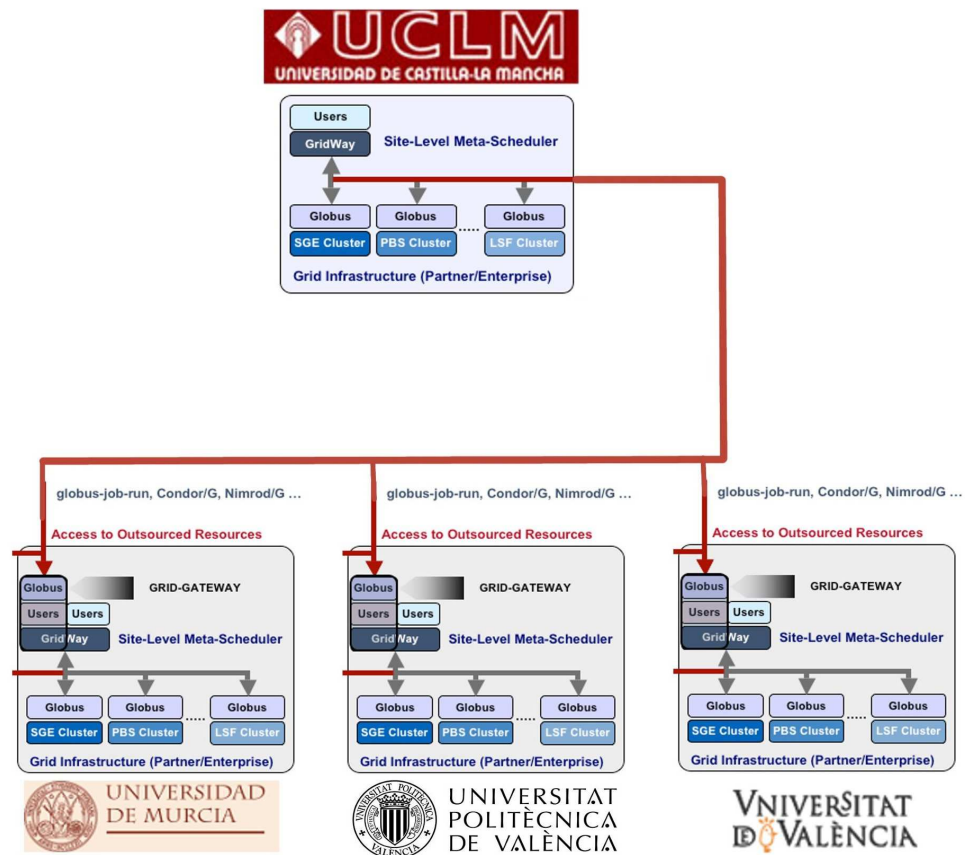 UCLM
UNIVERSIDAD DE CASTILLA-LA MANCHA
Users
GridWay
Site-Level Meta-Scheduler
Globus Globus Globus
SGE Cluster PBS Cluster ..... LSF Cluster
Grid Infrastructure (Partner/Enterprise)
globus-job-run, Condor/G, Nimrod/G ...
Access to Outsourced Resources
Globus
GRID-GATEWAY
Users Users
GridWay
Site-Level Meta-Scheduler
Globus Globus Globus
SGE Cluster PBS Cluster ..... LSF Cluster
Grid Infrastructure (Partner/Enterprise)
UNIVERSIDAD
DE MURCIA
globus-job-run, Condor/G, Nimrod/G ...
Access to Outsourced Resources
Globus
GRID-GATEWAY
Users Users
GridWay
Site-Level Meta-Scheduler
Globus Globus Globus
SGE Cluster PBS Cluster ..... LSF Cluster
Grid Infrastructure (Partner/Enterprise)
UNIVERSITAT POLITÈCNICA
VALENCIA
UNIVERSITAT
POLITÈCNICA
DE VALÈNCIA
globus-job-run, Condor/G, Nimrod/G ...
Access to Outsourced Resources
Globus
GRID-GATEWAY
Users Users
GridWay
Site-Level Meta-Scheduler
Globus Globus Globus
SGE Cluster PBS Cluster ..... LSF Cluster
Grid Infrastructure (Partner/Enterprise)
VNIVERSITAT
DE VALÈNCIA